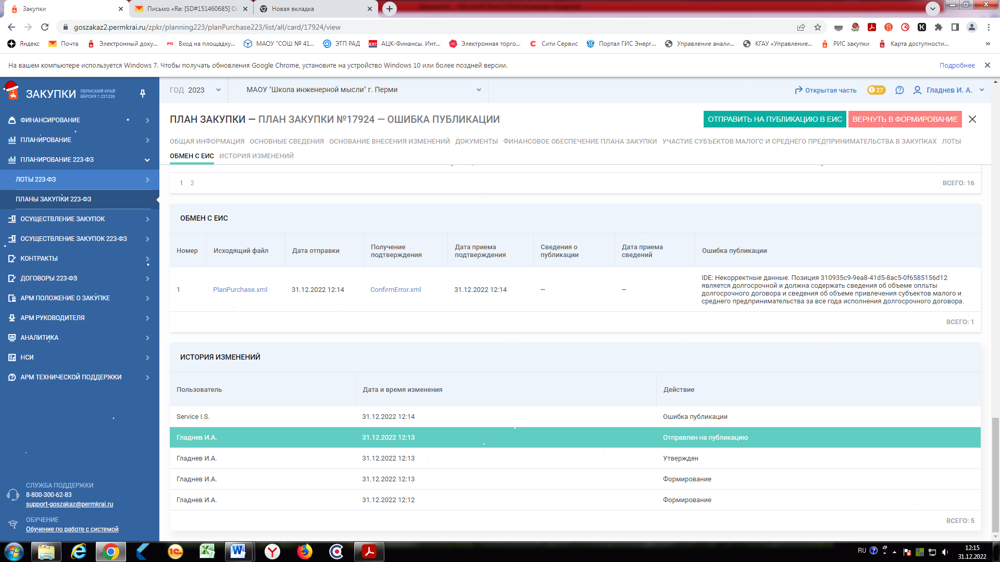 Закупки
Письмо «Re: [SD#151460685] О
Новая вкладка
goszakaz2.permkrai.ru/zpkr/planning223/planPurchase223/list/all/card/17924/view
Яндекс
Почта
Электронный доку...
Вход на площадку...
МАОУ "СОШ № 41...
ЭТП РАД
АЦК-Финансы. Инт...
Электронная торго...
Сити Сервис
Портал ГИС Энерг...
Управление анали...
КГАУ «Управление...
РИС закупки
Карта доступности...
»
На вашем компьютере используется Windows 7. Чтобы получать обновления Google Chrome, установите на устройство Windows 10 или более поздней версии.
Подробнее
ЗАКУПКИ
ПЕРМСКИЙ КРАЙ
ВЕРСИЯ 1.221226
ГОД 2023
МАОУ "Школа инженерной мысли" г. Перми
Открытая часть
27
Гладнев И. А.
ФИНАНСИРОВАНИЕ
ПЛАНИРОВАНИЕ
ПЛАНИРОВАНИЕ 223-ФЗ
ЛОТЫ 223-ФЗ
ПЛАНЫ ЗАКУПКИ 223-ФЗ
ОСУЩЕСТВЛЕНИЕ ЗАКУПОК
ОСУЩЕСТВЛЕНИЕ ЗАКУПОК 223-ФЗ
КОНТРАКТЫ
ДОГОВОРЫ 223-ФЗ
АРМ ПОЛОЖЕНИЕ О ЗАКУПКЕ
АРМ РУКОВОДИТЕЛЯ
АНАЛИТИКА
НСИ
АРМ ТЕХНИЧЕСКОЙ ПОДДЕРЖКИ
СЛУЖБА ПОДДЕРЖКИ
8-800-300-62-83
support-goszakaz@permkrai.ru
ОБУЧЕНИЕ
Обучение по работе с системой
ПЛАН ЗАКУПКИ — ПЛАН ЗАКУПКИ №17924 — ОШИБКА ПУБЛИКАЦИИ
ОТПРАВИТЬ НА ПУБЛИКАЦИЮ В ЕИС
ВЕРНУТЬ В ФОРМИРОВАНИЕ
ОБЩАЯ ИНФОРМАЦИЯ ОСНОВНЫЕ СВЕДЕНИЯ ОСНОВАНИЕ ВНЕСЕНИЯ ИЗМЕНЕНИЙ ДОКУМЕНТЫ ФИНАНСОВОЕ ОБЕСПЕЧЕНИЕ ПЛАНА ЗАКУПКИ УЧАСТИЕ СУБЪЕКТОВ МАЛОГО И СРЕДНЕГО ПРЕДПРИНИМАТЕЛЬСТВА В ЗАКУПКАХ ЛОТЫ
ОБМЕН С ЕИС ИСТОРИЯ ИЗМЕНЕНИЙ
1 2
ВСЕГО: 16
ОБМЕН С ЕИС
Номер
Исходящий файл
Дата отправки
Получение
подтверждения
Дата приема
подтверждения
Сведения о
публикации
Дата приема
сведений
Ошибка публикации
1
PlanPurchase.xml
31.12.2022 12:14
ConfirmError.xml
31.12.2022 12:14
—
—
IDE: Некорректные данные. Позиция 310935c9-9ea8-41d5-8ac5-0f6585156d12
является долгосрочной и должна содержать сведения об объеме оплаты
долгосрочного договора и сведения об объеме привлечения субъектов малого и
среднего предпринимательства за все года исполнения долгосрочного договора.
ВСЕГО: 1
ИСТОРИЯ ИЗМЕНЕНИЙ
Пользователь
Дата и время изменения
Действие
Service I.S.
31.12.2022 12:14
Ошибка публикации
Гладнев И.А.
31.12.2022 12:13
Отправлен на публикацию
Гладнев И.А.
31.12.2022 12:13
Утвержден
Гладнев И.А.
31.12.2022 12:13
Формирование
Гладнев И.А.
31.12.2022 12:12
Формирование
ВСЕГО: 5
RU
12:15
31.12.2022